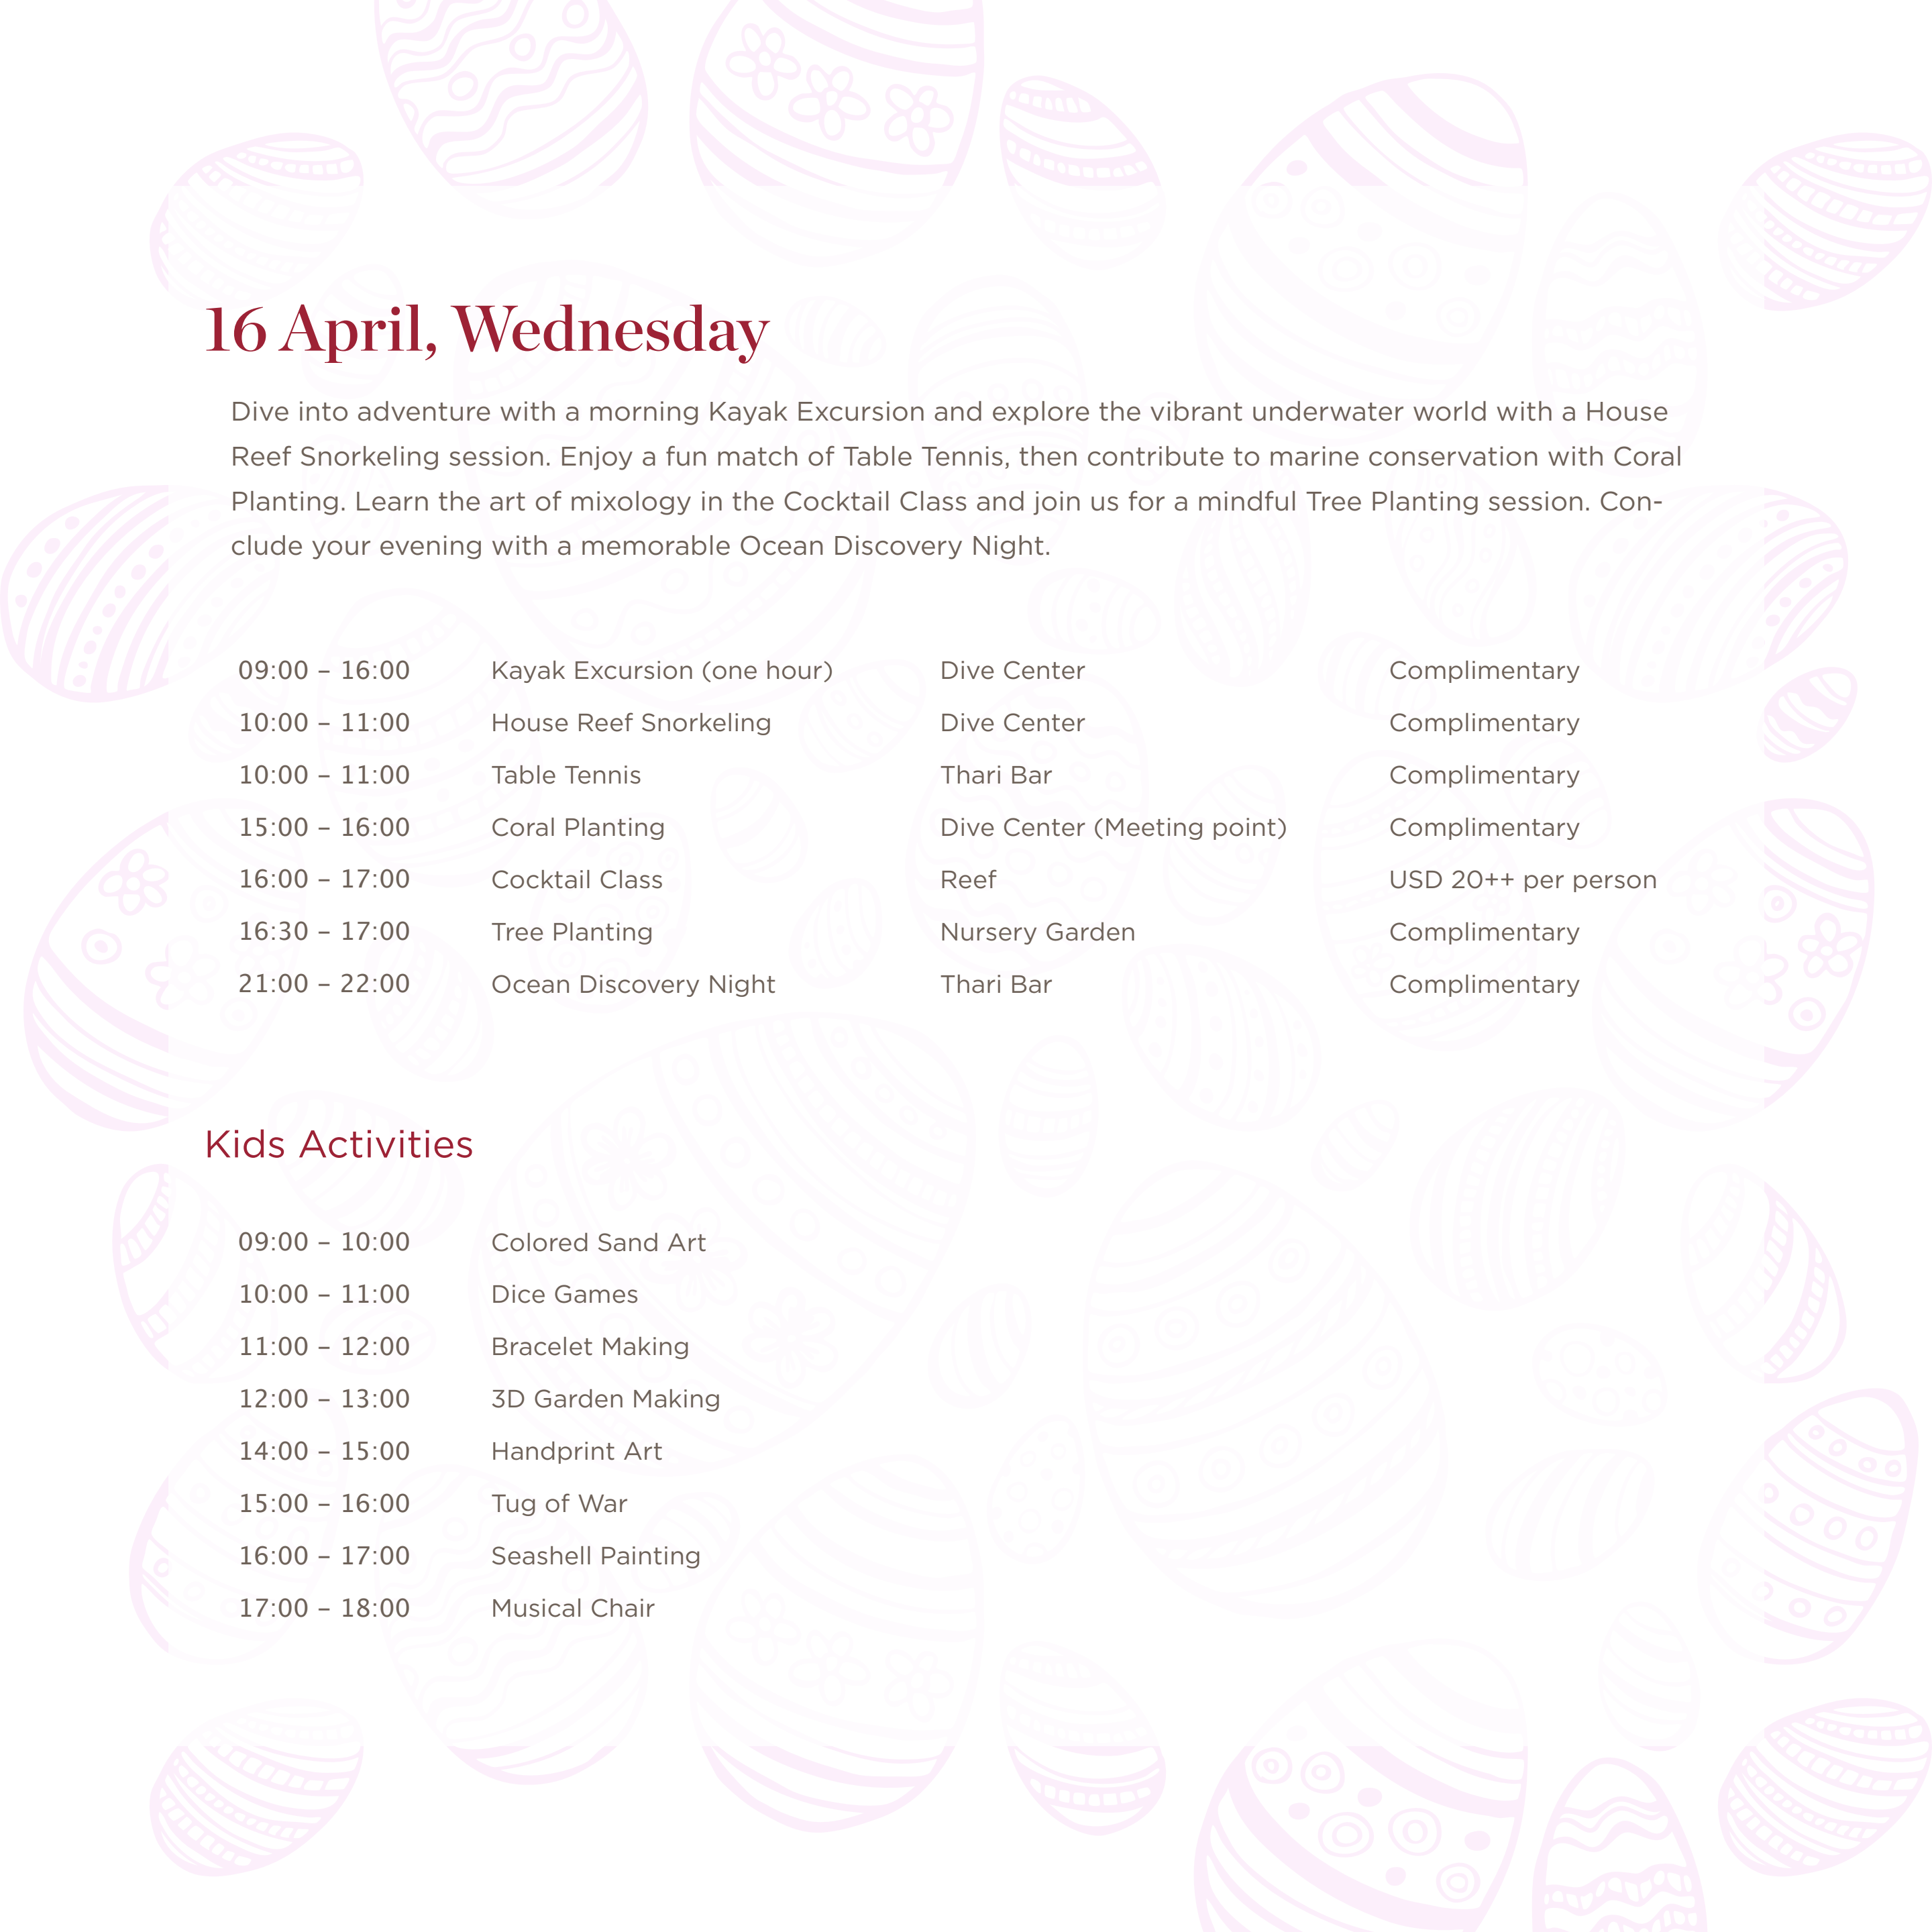 16 April, Wednesday
Dive into adventure with a morning Kayak Excursion and explore the vibrant underwater world with a House
Reef Snorkeling session. Enjoy a fun match of Table Tennis, then contribute to marine conservation with Coral
Planting. Learn the art of mixology in the Cocktail Class and join us for a mindful Tree Planting session. Con-
clude your evening with a memorable Ocean Discovery Night.
09:00 – 16:00 Kayak Excursion (one hour) Dive Center Complimentary
10:00 – 11:00 House Reef Snorkeling Dive Center Complimentary
10:00 – 11:00 Table Tennis Thari Bar Complimentary
15:00 – 16:00 Coral Planting Dive Center (Meeting point) Complimentary
16:00 – 17:00 Cocktail Class Reef USD 20++ per person
16:30 – 17:00 Tree Planting Nursery Garden Complimentary
21:00 – 22:00 Ocean Discovery Night Thari Bar Complimentary
Kids Activities
09:00 – 10:00 Colored Sand Art
10:00 – 11:00 Dice Games
11:00 – 12:00 Bracelet Making
12:00 – 13:00 3D Garden Making
14:00 – 15:00 Handprint Art
15:00 – 16:00 Tug of War
16:00 – 17:00 Seashell Painting
17:00 – 18:00 Musical Chair